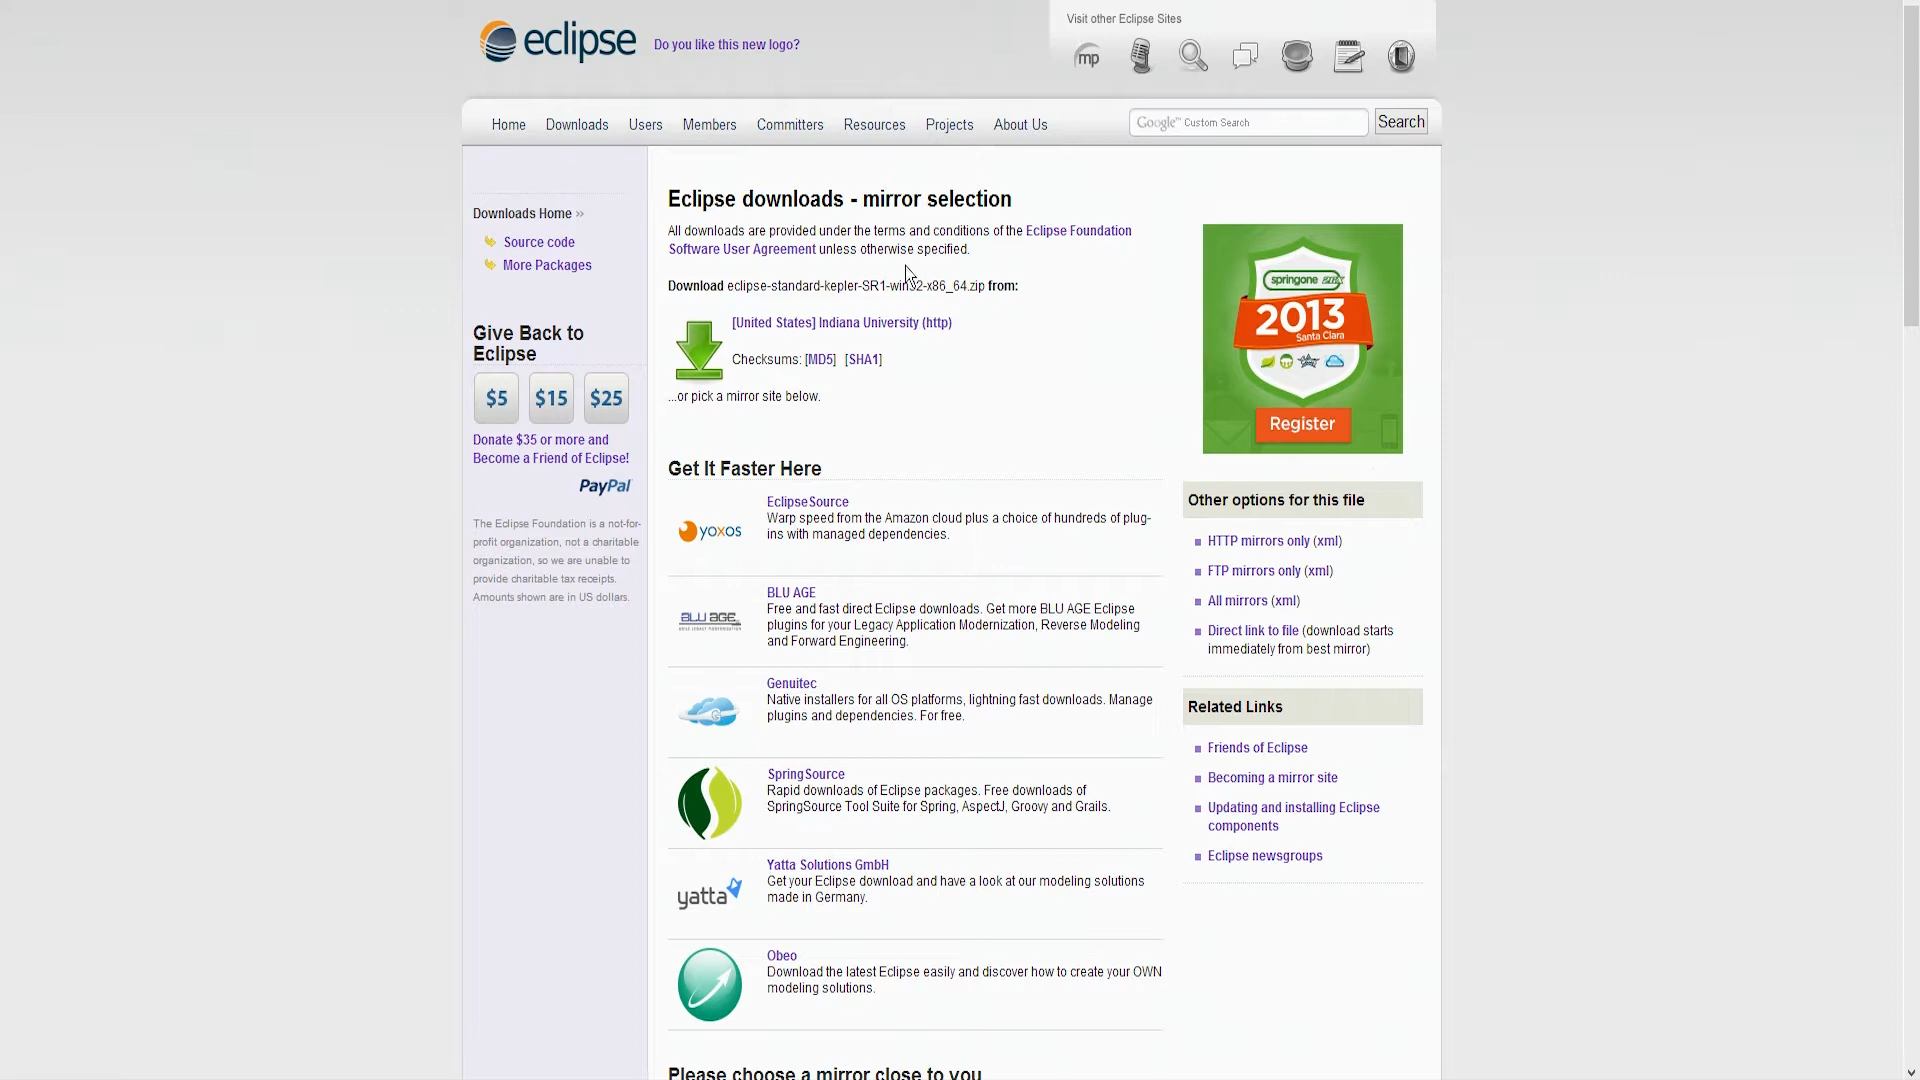 eclipse
Do you like this new logo?
Visit other Eclipse Sites
mp
Home Downloads Users Members Committers Resources Projects About Us
Google™ Custom Search
Search
Downloads Home »
Source code
More Packages
Give Back to
Eclipse
$5 $15 $25
Donate $35 or more and
Become a Friend of Eclipse!
PayPal
The Eclipse Foundation is a not-for-
profit organization, not a charitable
organization, so we are unable to
provide charitable tax receipts.
Amounts shown are in US dollars.
Eclipse downloads - mirror selection
All downloads are provided under the terms and conditions of the Eclipse Foundation
Software User Agreement unless otherwise specified.
Download eclipse-standard-kepler-SR1-win32-x86_64.zip from:
[United States] Indiana University (http)
Checksums: [MD5] [SHA1]
...or pick a mirror site below.
Get It Faster Here
yoxos
EclipseSource
Warp speed from the Amazon cloud plus a choice of hundreds of plug-
ins with managed dependencies.
BLU AGE
BLU AGE
Free and fast direct Eclipse downloads. Get more BLU AGE Eclipse
plugins for your Legacy Application Modernization, Reverse Modeling
and Forward Engineering.
Genuitec
Native installers for all OS platforms, lightning fast downloads. Manage
plugins and dependencies. For free.
SpringSource
Rapid downloads of Eclipse packages. Free downloads of
SpringSource Tool Suite for Spring, AspectJ, Groovy and Grails.
yatta
Yatta Solutions GmbH
Get your Eclipse download and have a look at our modeling solutions
made in Germany.
Obeo
Download the latest Eclipse easily and discover how to create your OWN
modeling solutions.
Please choose a mirror close to you
springone
2013
Santa Clara
Register
Other options for this file
HTTP mirrors only (xml)
FTP mirrors only (xml)
All mirrors (xml)
Direct link to file (download starts
immediately from best mirror)
Related Links
Friends of Eclipse
Becoming a mirror site
Updating and installing Eclipse
components
Eclipse newsgroups